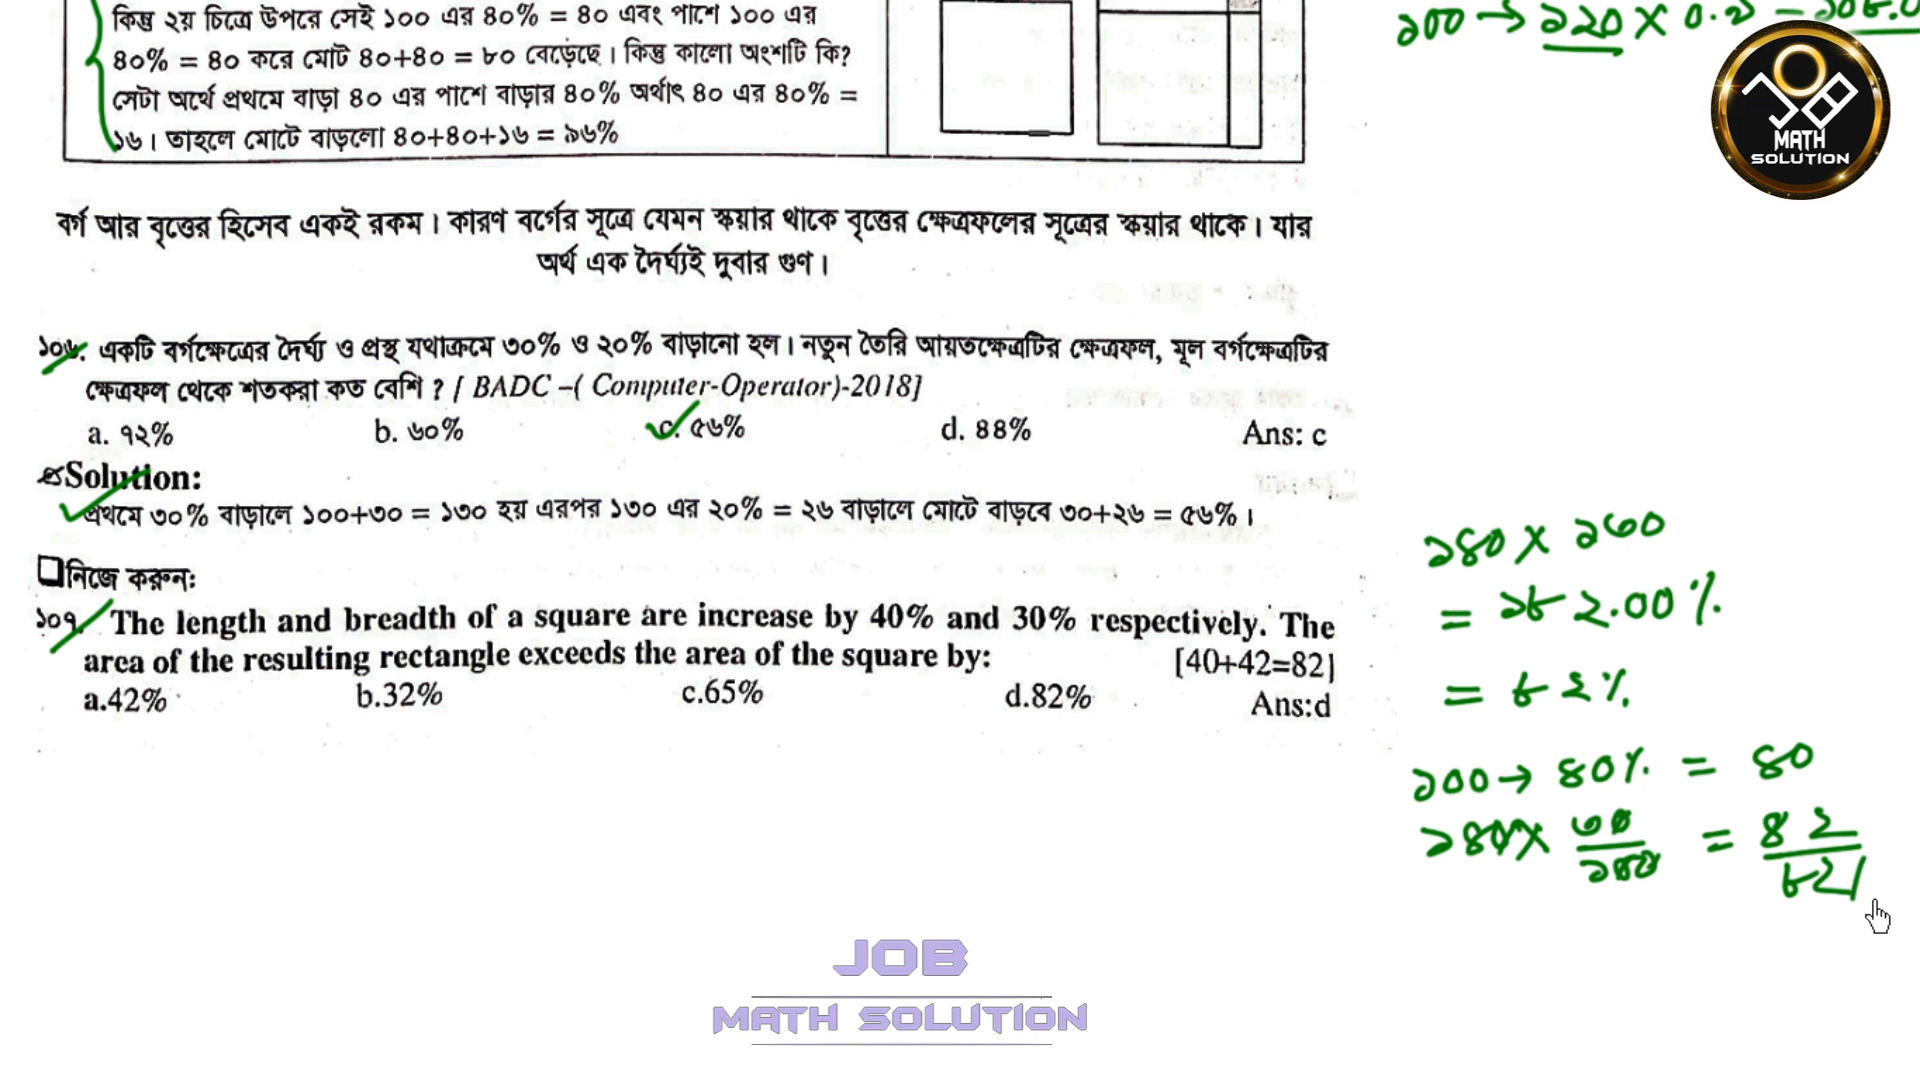 কিন্তু ২য় চিত্রে উপরে সেই ১০০ এর ৪০% = ৪০ এবং পাশে ১০০ এর
৪০% = ৪০ করে মোট ৪০+৪০ = ৮০ বেড়েছে। কিন্তু কালো অংশটি কি?
সেটা অর্থে প্রথমে বাড়া ৪০ এর পাশে বাড়ার ৪০% অর্থাৎ ৪০ এর ৪০% =
১৬। তাহলে মোটে বাড়লো ৪০+৪০+১৬ = ৯৬%
MATH
SOLUTION
বর্গ আর বৃত্তের হিসেব একই রকম। কারণ বর্গের সূত্রে যেমন স্কয়ার থাকে বৃত্তের ক্ষেত্রফলের সূত্রের স্কয়ার থাকে। যার
অর্থ এক দৈর্ঘ্যই দুবার গুণ।
১০৬. একটি বর্গক্ষেত্রের দৈর্ঘ্য ও প্রস্থ যথাক্রমে ৩০% ও ২০% বাড়ানো হল। নতুন তৈরি আয়তক্ষেত্রটির ক্ষেত্রফল, মূল বর্গক্ষেত্রটির
ক্ষেত্রফল থেকে শতকরা কত বেশি ? [ BADC –( Computer-Operator)-2018]
a. ৭২% b. ৬০% c. ৫৬% d. ৪৪% Ans: c
Solution:
প্রথমে ৩০% বাড়ালে ১০০+৩০ = ১৩০ হয় এরপর ১৩০ এর ২০% = ২৬ বাড়ালে মোটে বাড়বে ৩০+২৬ = ৫৬%।
নিজে করুন:
১০৭. The length and breadth of a square are increase by 40% and 30% respectively. The
area of the resulting rectangle exceeds the area of the square by: [40+42=82]
a.42% b.32% c.65% d.82% Ans:d
১৪০ × ১৩০
= ১৮২.০০%
= ৮২%
১০০→ ৪০% = ৪০
১৪০× ৩০/১০০ = ৪২
৮২
JOB
MATH SOLUTION